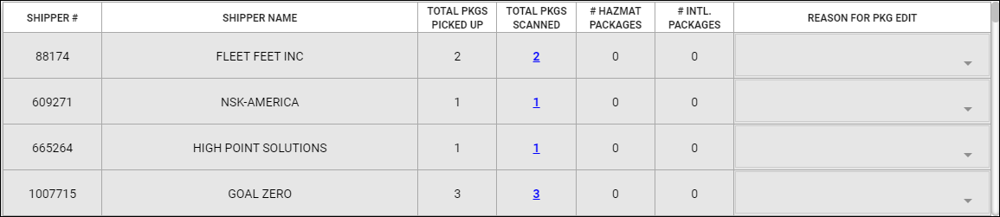 SHIPPER # SHIPPER NAME TOTAL PKGS PICKED UP TOTAL PKGS SCANNED # HAZMAT PACKAGES # INTL. PACKAGES REASON FOR PKG EDIT
88174 FLEET FEET INC 2 2 0 0
609271 NSK-AMERICA 1 1 0 0
665264 HIGH POINT SOLUTIONS 1 1 0 0
1007715 GOAL ZERO 3 3 0 0